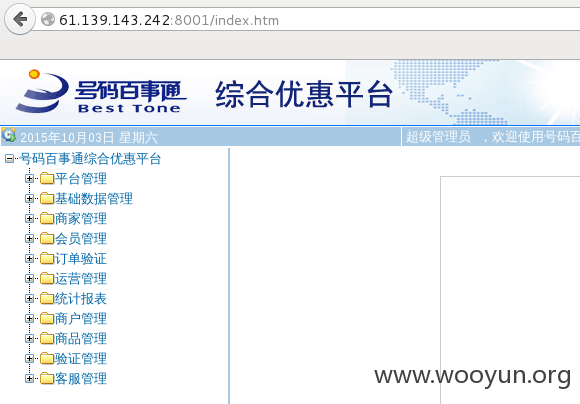 61.139.143.242:8001/index.htm
号码百事通
BEST TONE
综合优惠平台
2015年10月03日 星期六
超级管理员 ，欢迎使用号码百
号码百事通综合优惠平台
平台管理
基础数据管理
商家管理
会员管理
订单验证
运营管理
统计报表
商户管理
商品管理
验证管理
客服管理
www.wooyun.org